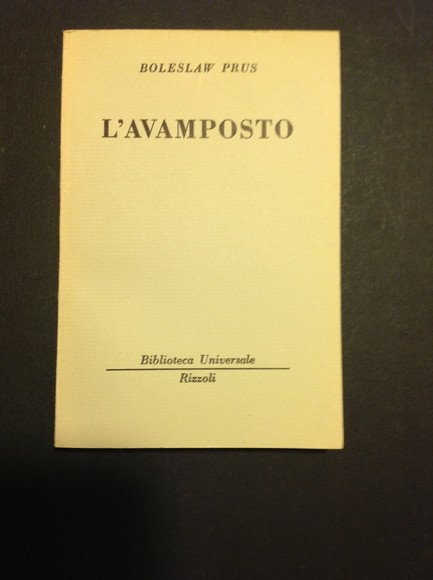 BOLESLAW PRUS
L'AVAMPOSTO
Biblioteca Universale
Rizzoli